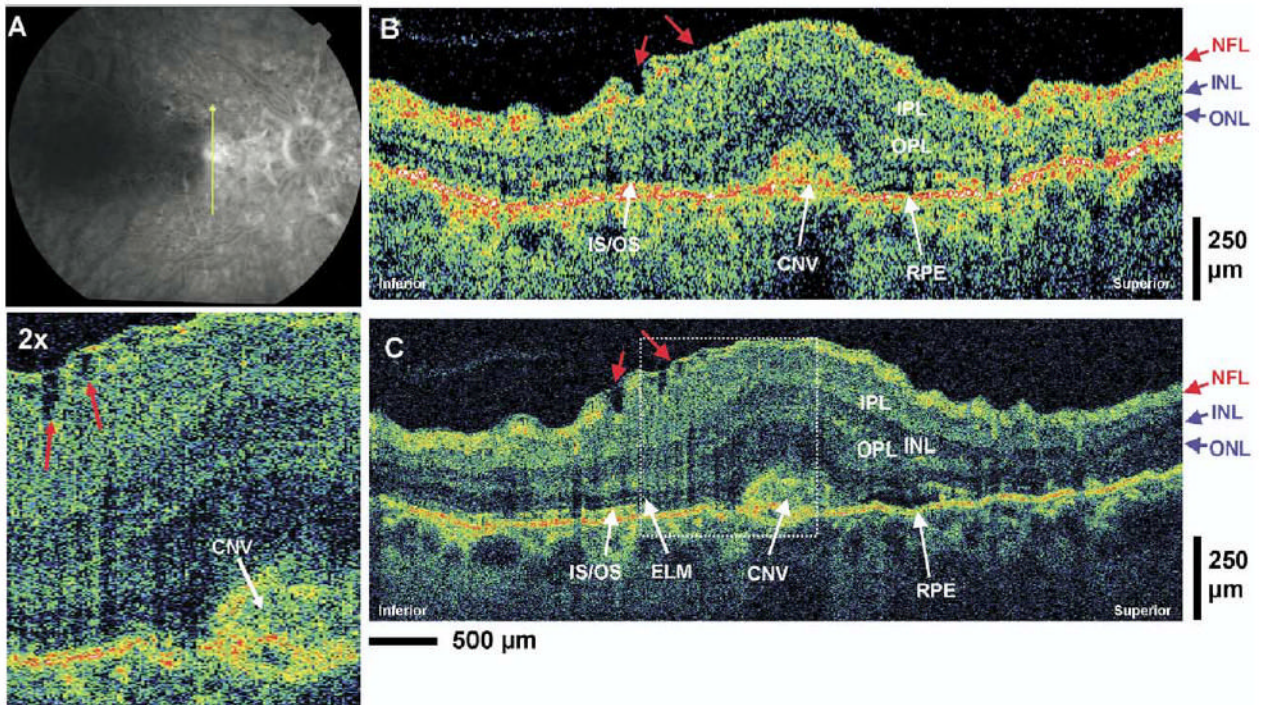 A
B
NFL
INL
ONL
IPL
OPL
IS/OS
CNV
RPE
Inferior
Superior
250
µm
2x
CNV
C
NFL
INL
ONL
IPL
OPL
INL
IS/OS
ELM
CNV
RPE
Inferior
Superior
250
µm
500 µm